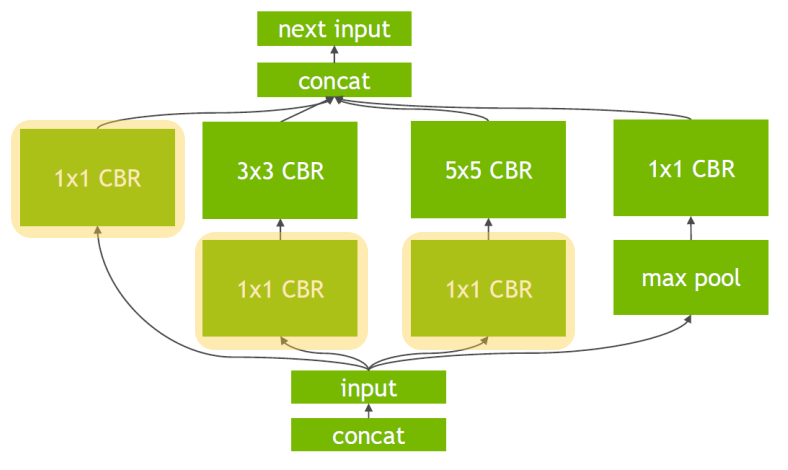 next input
concat
1x1 CBR
3x3 CBR
5x5 CBR
1x1 CBR
1x1 CBR
1x1 CBR
max pool
input
concat